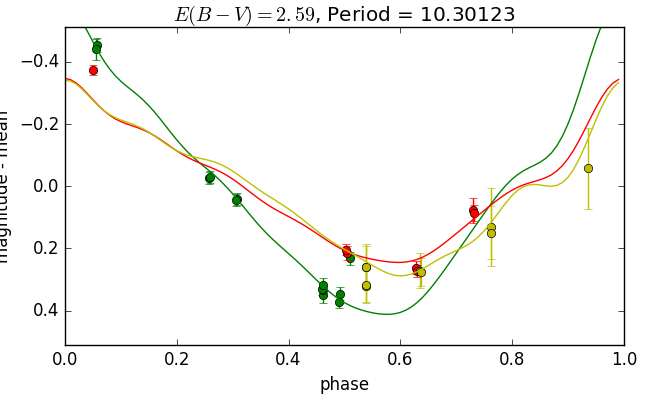 E(B − V) = 2.59, Period = 10.30123
−0.4
−0.2
0.0
0.2
0.4
magnitude - mean
0.0 0.2 0.4 0.6 0.8 1.0
phase